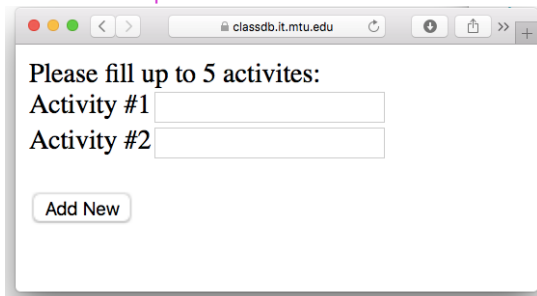 classdb.it.mtu.edu
Please fill up to 5 activites:
Activity #1
Activity #2
Add New